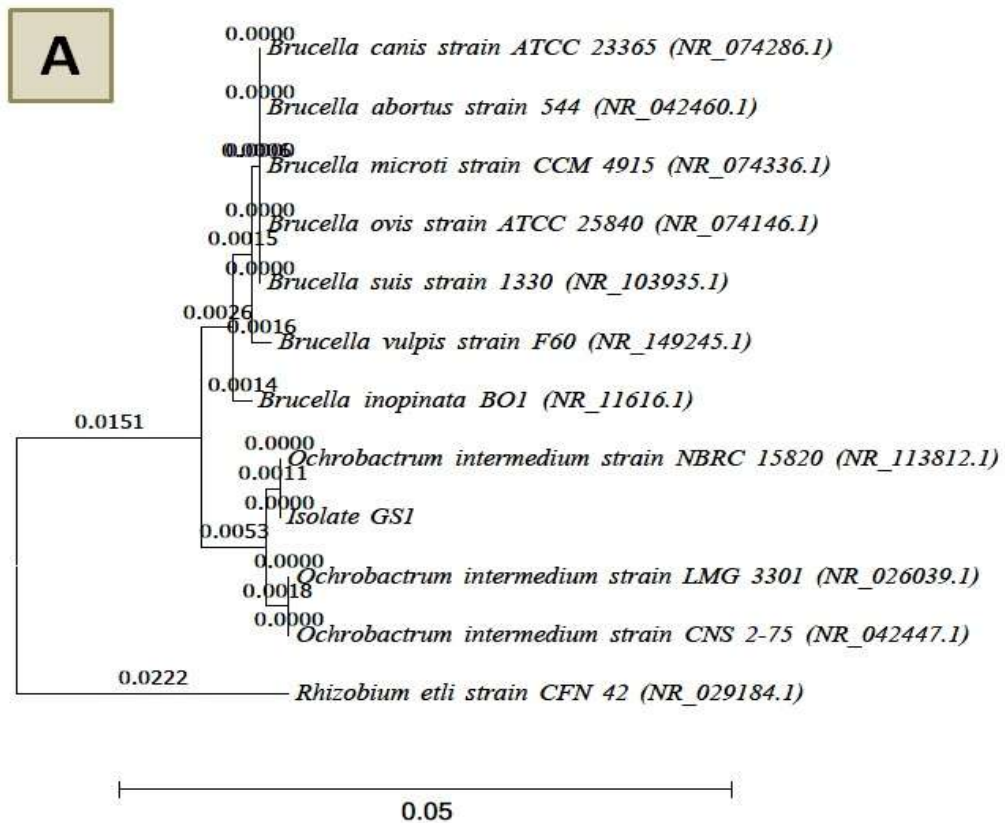 A
0.0000
Brucella canis strain ATCC 23365 (NR_074286.1)
0.0000
Brucella abortus strain 544 (NR_042460.1)
Brucella microti strain CCM 4915 (NR_074336.1)
0.0000
Brucella ovis strain ATCC 25840 (NR_074146.1)
0.0015
0.0000
Brucella suis strain 1330 (NR_103935.1)
0.0026
0.0016
Brucella vulpis strain F60 (NR_149245.1)
0.0014
Brucella inopinata BO1 (NR_11616.1)
0.0151
0.0000
Ochrobactrum intermedium strain NBRC 15820 (NR_113812.1)
0.0011
0.0000
Isolate GS1
0.0053
0.0000
Ochrobactrum intermedium strain LMG 3301 (NR_026039.1)
0.0018
0.0000
Ochrobactrum intermedium strain CNS 2-75 (NR_042447.1)
0.0222
Rhizobium etli strain CFN 42 (NR_029184.1)
0.05